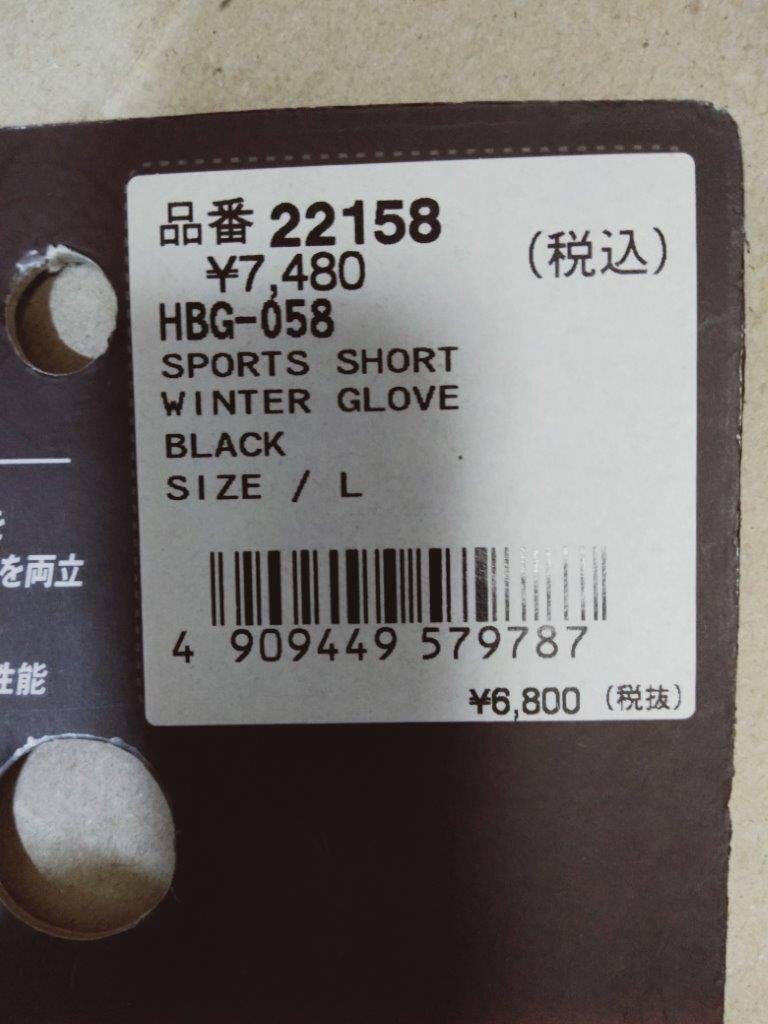 品番 22158
¥7,480 (税込)
HBG-058
SPORTS SHORT
WINTER GLOVE
BLACK
SIZE / L
4 909449 579787
¥6,800 (税抜)
を両立
性能